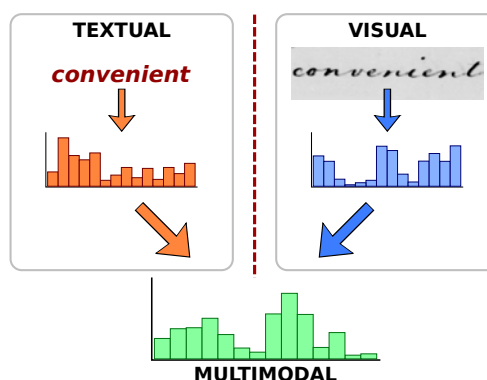 TEXTUAL
convenient
VISUAL
convenient
MULTIMODAL